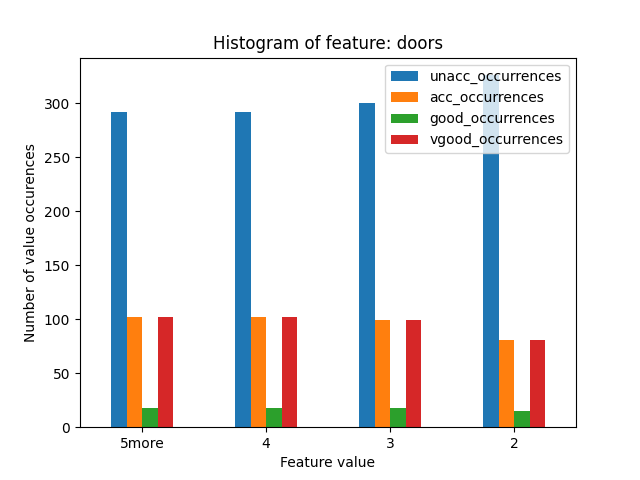 Histogram of feature: doors
unacc_occurrences
acc_occurrences
good_occurrences
vgood_occurrences
Number of value occurences
300
250
200
150
100
50
0
5more
4
3
2
Feature value